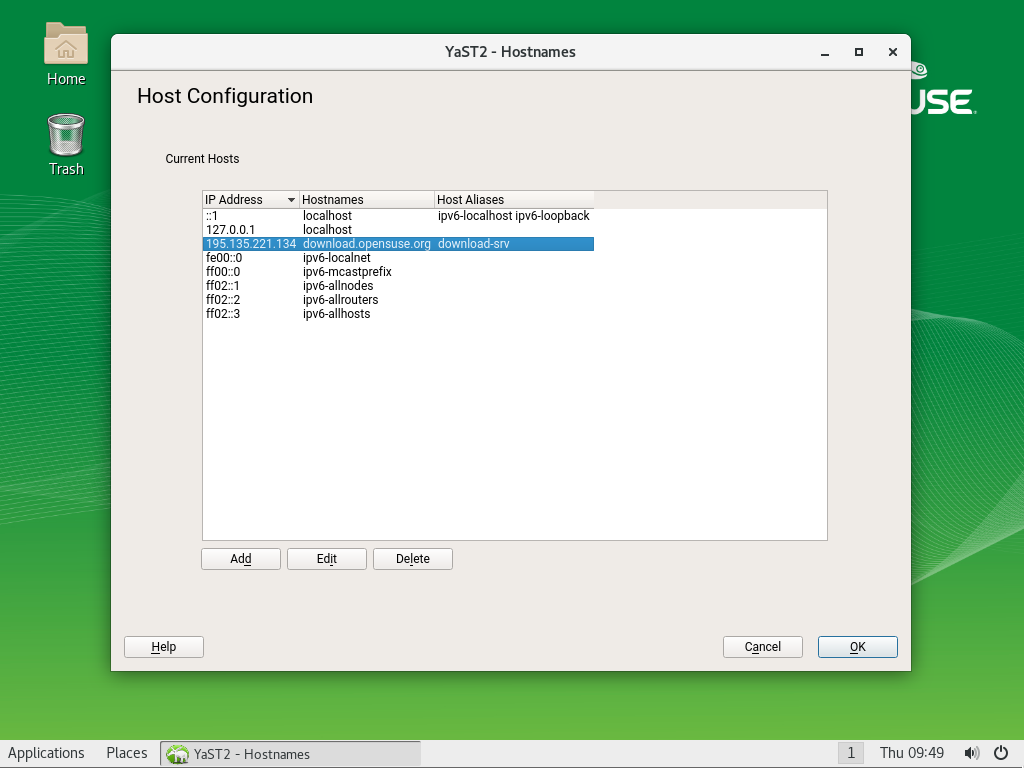 Home
Trash
YaST2 - Hostnames
USE.
Host Configuration
Current Hosts
IP Address Hostnames Host Aliases
::1 localhost ipv6-localhost ipv6-loopback
127.0.0.1 localhost
195.135.221.134 download.opensuse.org download-srv
fe00::0 ipv6-localnet
ff00::0 ipv6-mcastprefix
ff02::1 ipv6-allnodes
ff02::2 ipv6-allrouters
ff02::3 ipv6-allhosts
Add Edit Delete
Help Cancel OK
Applications Places YaST2 - Hostnames 1 Thu 09:49